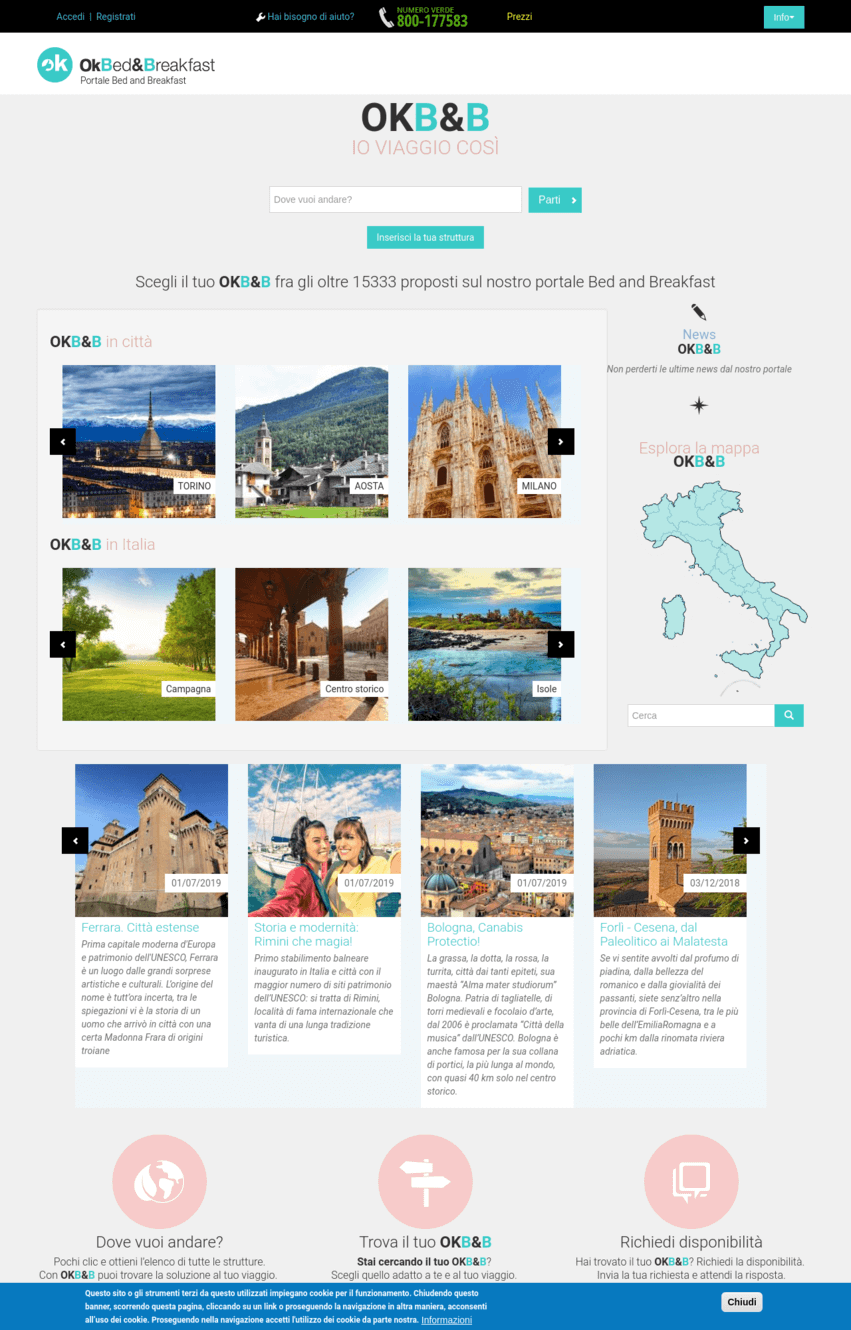 Accedi | Registrati
Hai bisogno di aiuto?
NUMERO VERDE
800-177583
Prezzi
Info
ok
OkBed&Breakfast
Portale Bed and Breakfast
OKB&B
IO VIAGGIO COSÌ
Dove vuoi andare?
Parti
Inserisci la tua struttura
Scegli il tuo OKB&B fra gli oltre 15333 proposti sul nostro portale Bed and Breakfast
OKB&B in città
TORINO
AOSTA
MILANO
OKB&B in Italia
Campagna
Centro storico
Isole
News
OKB&B
Non perderti le ultime news dal nostro portale
Esplora la mappa
OKB&B
Cerca
01/07/2019
Ferrara. Città estense
Prima capitale moderna d'Europa
e patrimonio dell'UNESCO, Ferrara
è un luogo dalle grandi sorprese
artistiche e culturali. L'origine del
nome è tutt'ora incerta, tra le
spiegazioni vi è la storia di un
uomo che arrivò in città con una
certa Madonna Frara di origini
troiane
01/07/2019
Storia e modernità:
Rimini che magia!
Primo stabilimento balneare
inaugurato in Italia e città con il
maggior numero di siti patrimonio
dell'UNESCO: si tratta di Rimini,
località di fama internazionale che
vanta di una lunga tradizione
turistica.
01/07/2019
Bologna, Canabis
Protectio!
La grassa, la dotta, la rossa, la
turrita, città dai tanti epiteti, sua
maestà “Alma mater studiorum”
Bologna. Patria di tagliatelle, di
torri medievali e focolaio d'arte,
dal 2006 è proclamata “Città della
musica” dall'UNESCO. Bologna è
anche famosa per la sua collana
di portici, la più lunga al mondo,
con quasi 40 km solo nel centro
storico.
03/12/2018
Forlì - Cesena, dal
Paleolitico ai Malatesta
Se vi sentite avvolti dal profumo di
piadina, dalla bellezza del
romanico e dalla giovialità dei
passanti, siete senz'altro nella
provincia di Forlì-Cesena, tra le più
belle dell'EmiliaRomagna e a
pochi km dalla rinomata riviera
adriatica.
Dove vuoi andare?
Pochi clic e ottieni l'elenco di tutte le strutture.
Con OKB&B puoi trovare la soluzione al tuo viaggio.
Trova il tuo OKB&B
Stai cercando il tuo OKB&B?
Scegli quello adatto a te e al tuo viaggio.
Richiedi disponibilità
Hai trovato il tuo OKB&B? Richiedi la disponibilità.
Invia la tua richiesta e attendi la risposta.
Questo sito o gli strumenti terzi da questo utilizzati impiegano cookie per il funzionamento. Chiudendo questo
banner, scorrendo questa pagina, cliccando su un link o proseguendo la navigazione in altra maniera, acconsenti
all'uso dei cookie. Proseguendo nella navigazione accetti l'utilizzo dei cookie da parte nostra. Informazioni
Chiudi